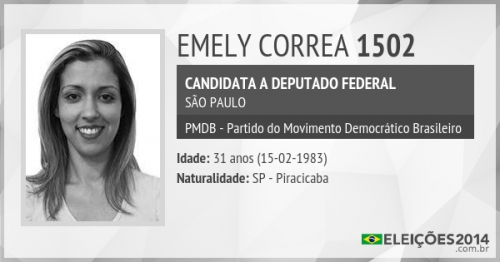 EMELY CORREA 1502
CANDIDATA A DEPUTADO FEDERAL
SÃO PAULO
PMDB - Partido do Movimento Democrático Brasileiro
Idade: 31 anos (15-02-1983)
Naturalidade: SP - Piracicaba
ELEIÇÕES2014
.com.br